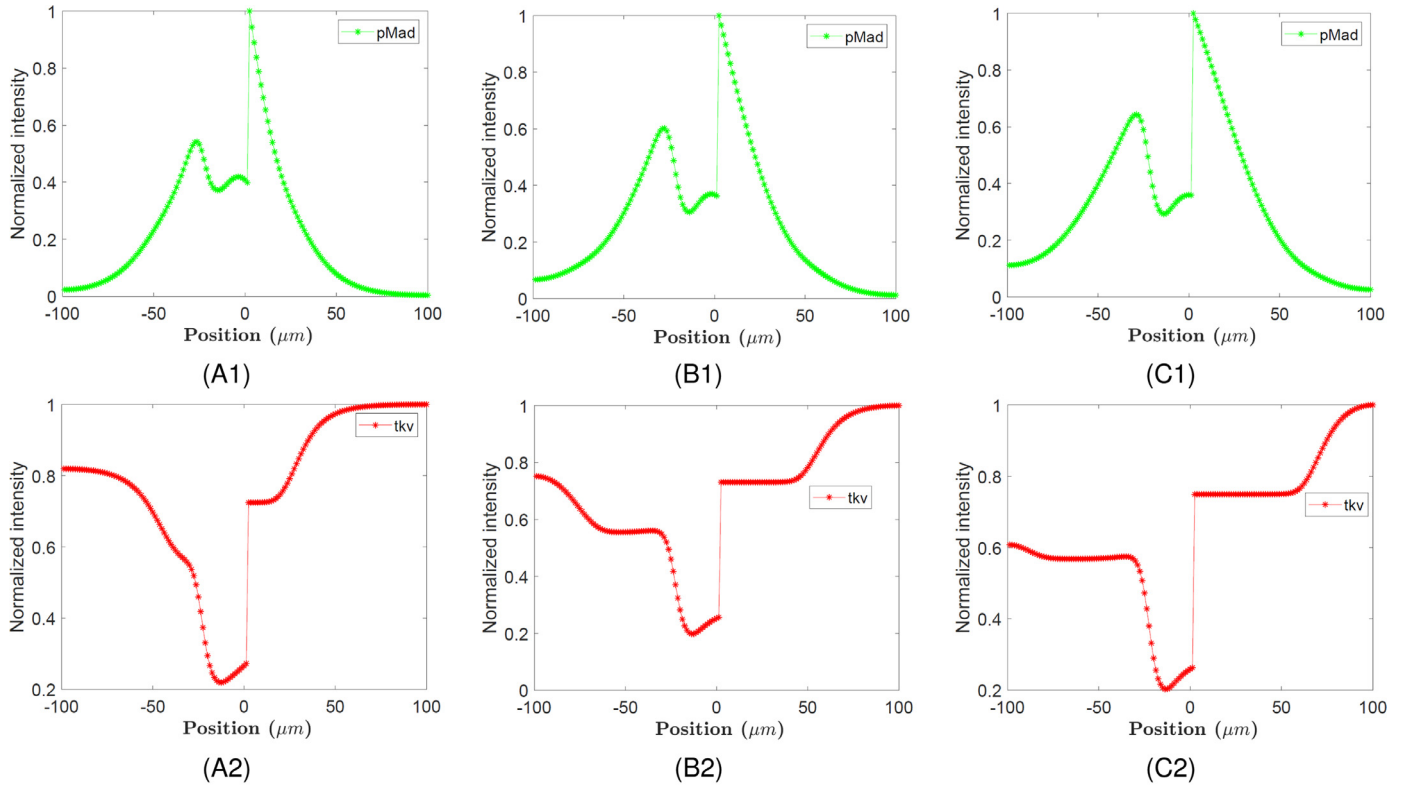 pMad
Normalized intensity
1
0.8
0.6
0.4
0.2
0
-100 -50 0 50 100
Position (μm)
(A1)
pMad
Normalized intensity
1
0.8
0.6
0.4
0.2
0
-100 -50 0 50 100
Position (μm)
(B1)
pMad
Normalized intensity
1
0.8
0.6
0.4
0.2
0
-100 -50 0 50 100
Position (μm)
(C1)
tkv
Normalized intensity
1
0.8
0.6
0.4
0.2
-100 -50 0 50 100
Position (μm)
(A2)
tkv
Normalized intensity
1
0.8
0.6
0.4
0.2
0
-100 -50 0 50 100
Position (μm)
(B2)
tkv
Normalized intensity
1
0.8
0.6
0.4
0.2
-100 -50 0 50 100
Position (μm)
(C2)